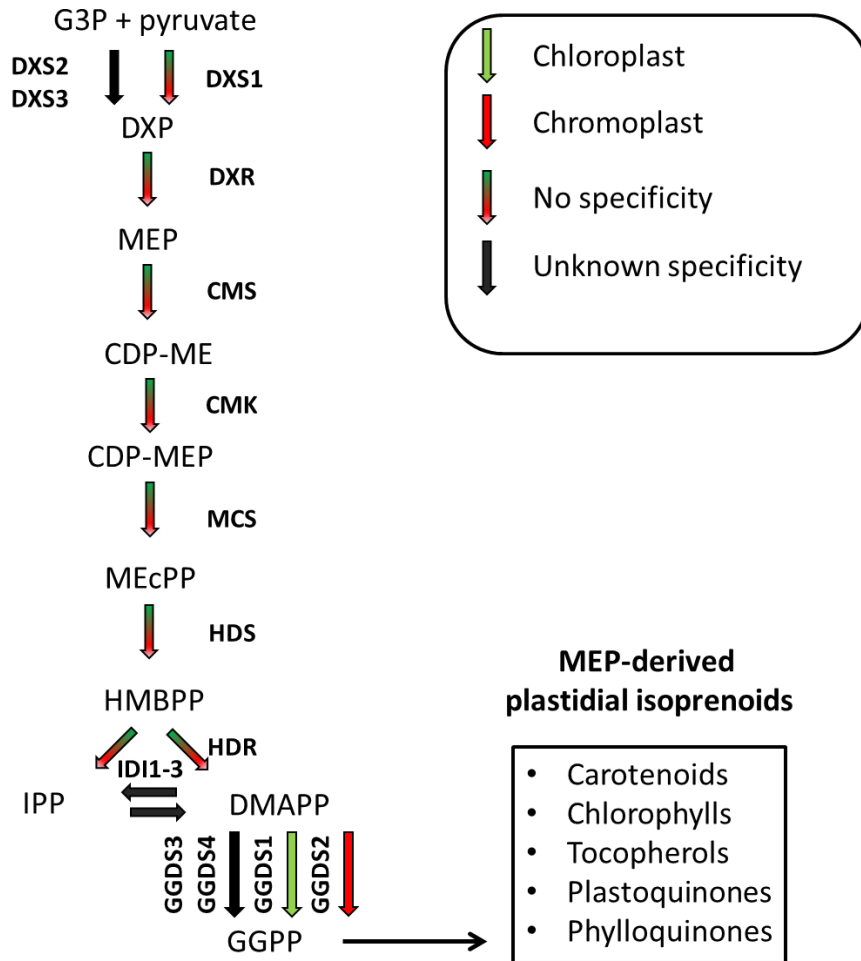 G3P + pyruvate
DXS2
DXS3
DXS1
DXP
DXR
MEP
CMS
CDP-ME
CMK
CDP-MEP
MCS
MEcPP
HDS
HMBPP
HDR
IDI1-3
IPP
DMAPP
GGDS3
GGDS4
GGDS1
GGDS2
GGPP
Chloroplast
Chromoplast
No specificity
Unknown specificity
MEP-derived
plastidial isoprenoids
• Carotenoids
• Chlorophylls
• Tocopherols
• Plastoquinones
• Phylloquinones